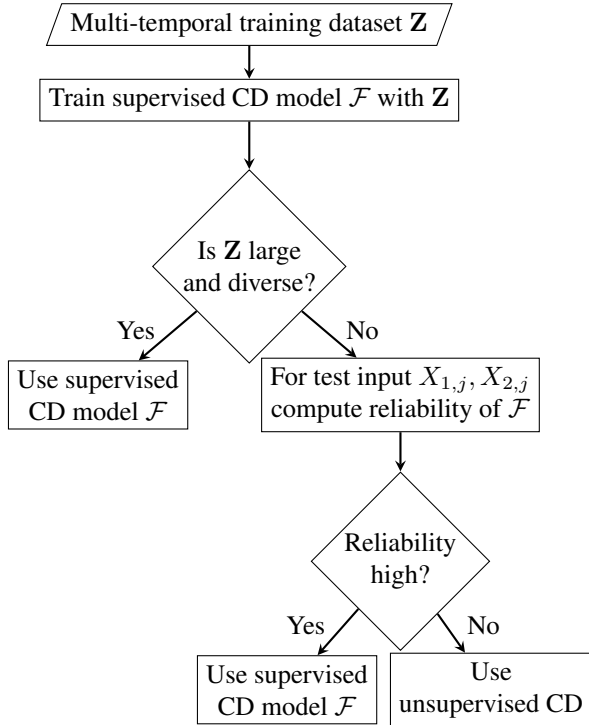 Multi-temporal training dataset Z
Train supervised CD model ℱ with Z
Is Z large
and diverse?
Yes
No
Use supervised
CD model ℱ
For test input X₁,ⱼ, X₂,ⱼ
compute reliability of ℱ
Reliability
high?
Yes
No
Use supervised
CD model ℱ
Use
unsupervised CD